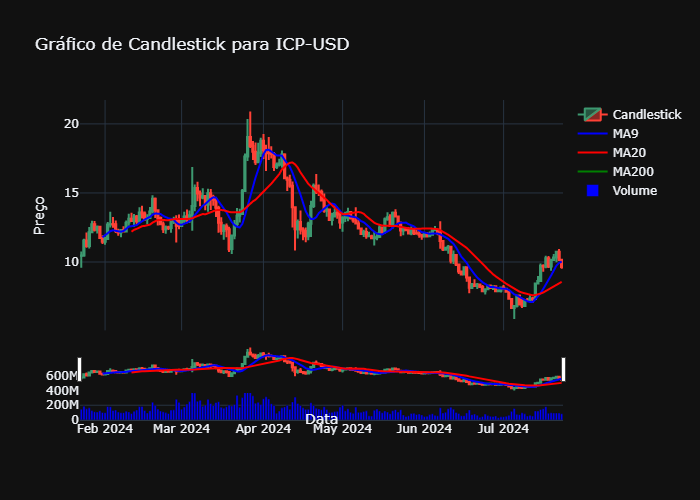 Gráfico de Candlestick para ICP-USD
Candlestick
MA9
MA20
MA200
Volume
Preço
20
15
10
600M
400M
200M
0
Feb 2024
Mar 2024
Apr 2024
May 2024
Jun 2024
Jul 2024
Data